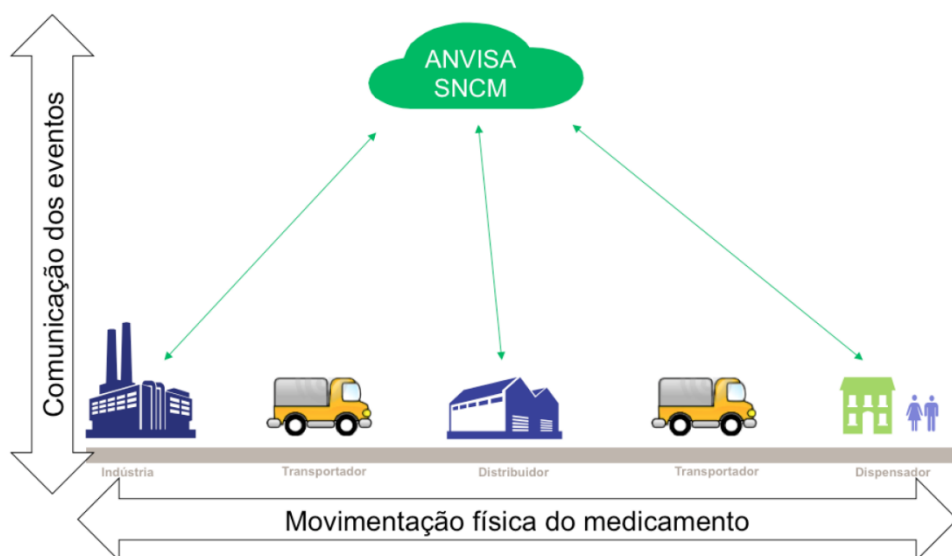 ANVISA
SNCM
Comunicação dos eventos
Indústria
Transportador
Distribuidor
Transportador
Dispensador
Movimentação física do medicamento